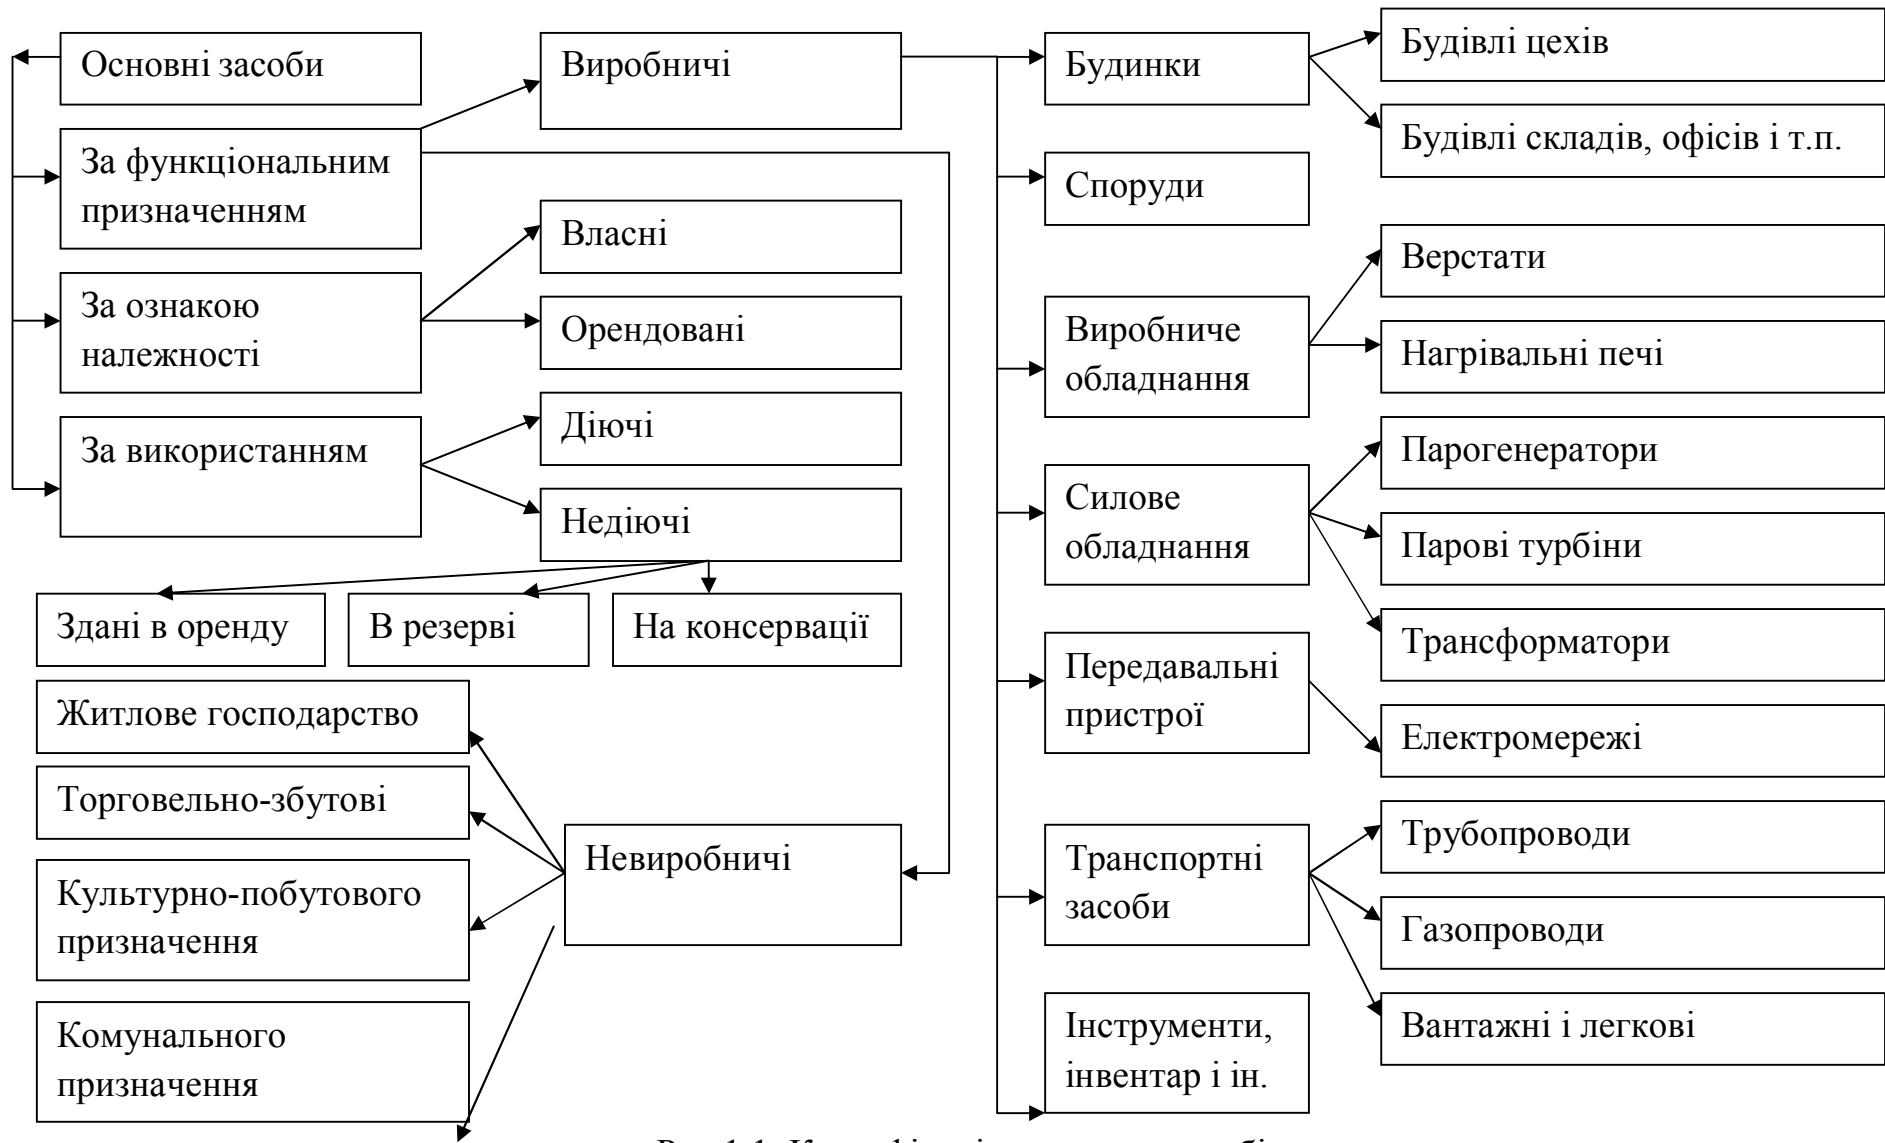 Основні засоби
За функціональним
призначенням
За ознакою
належності
За використанням
Виробничі
Власні
Орендовані
Діючі
Недіючі
Здані в оренду
В резерві
На консервації
Житлове господарство
Торговельно-збутові
Культурно-побутового
призначення
Комунального
призначення
Невиробничі
Будинки
Споруди
Виробниче
обладнання
Силове
обладнання
Передавальні
пристрої
Транспортні
засоби
Інструменти,
інвентар і ін.
Будівлі цехів
Будівлі складів, офісів і т.п.
Верстати
Нагрівальні печі
Парогенератори
Парові турбіни
Трансформатори
Електромережі
Трубопроводи
Газопроводи
Вантажні і легкові